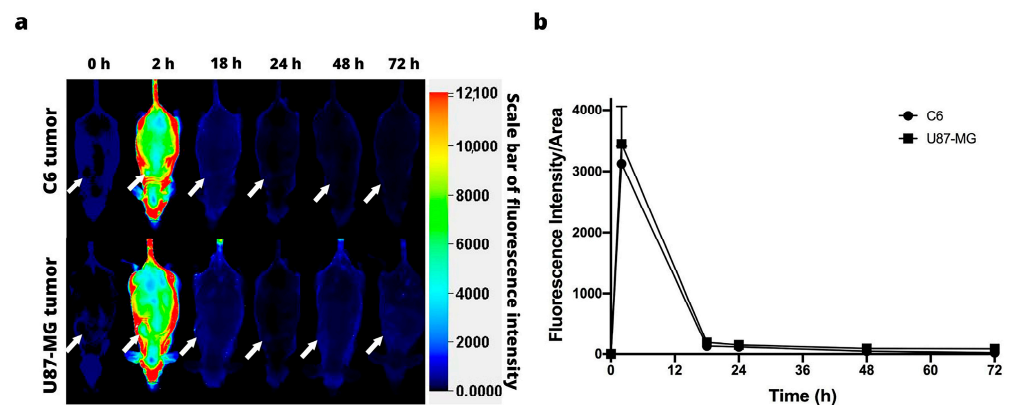 a
b
0 h 2 h 18 h 24 h 48 h 72 h
C6 tumor
U87-MG tumor
12,100
10000
8000
6000
4000
2000
0.0000
Scale bar of fluorescence intensity
Fluorescence Intensity/Area
4000
3000
2000
1000
0
0 12 24 36 48 60 72
Time (h)
C6
U87-MG